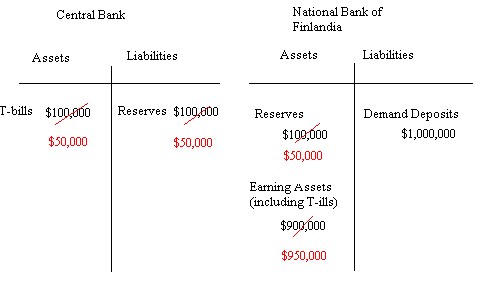 Central Bank
National Bank of
Finlandia
Assets
Liabilities
Assets
Liabilities
T-bills $100,000
Reserves $100,000
$50,000
$50,000
Reserves
$100,000
$50,000
Demand Deposits
$1,000,000
Earning Assets
(including T-ills)
$900,000
$950,000